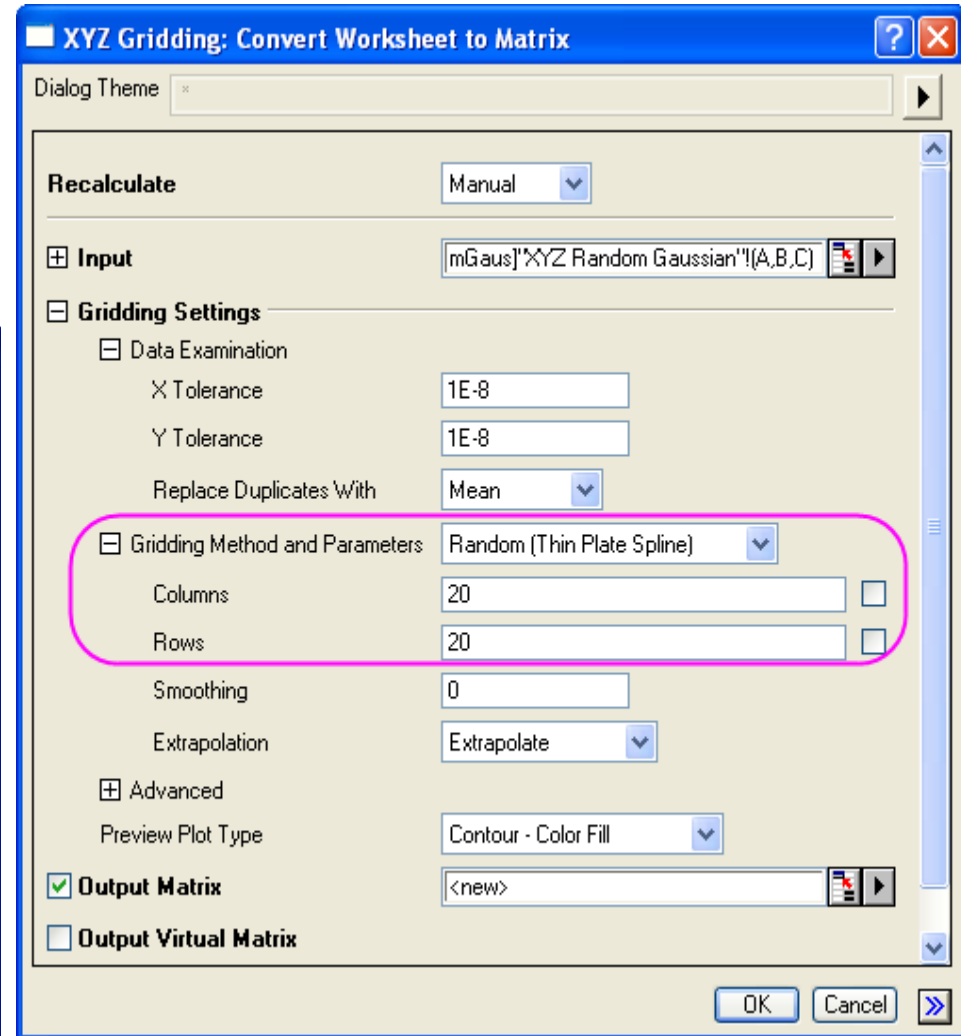 XYZ Gridding: Convert Worksheet to Matrix
Dialog Theme *
Recalculate Manual
Input mGaus]"XYZ Random Gaussian"!(A,B,C)
Gridding Settings
Data Examination
X Tolerance 1E-8
Y Tolerance 1E-8
Replace Duplicates With Mean
Gridding Method and Parameters Random (Thin Plate Spline)
Columns 20
Rows 20
Smoothing 0
Extrapolation Extrapolate
Advanced
Preview Plot Type Contour - Color Fill
Output Matrix <new>
Output Virtual Matrix
OK Cancel